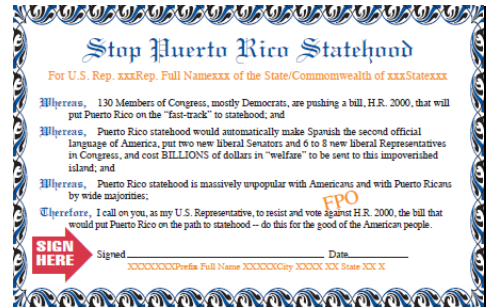 Stop Puerto Rico Statehood
For U.S. Rep. xxxRep. Full Namexxx of the State/Commonwealth of xxxStatexxx
Whereas, 130 Members of Congress, mostly Democrats, are pushing a bill, H.R. 2000, that will
put Puerto Rico on the “fast-track” to statehood; and
Whereas, Puerto Rico statehood would automatically make Spanish the second official
language of America, put two new liberal Senators and 6 to 8 new liberal Representatives
in Congress, and cost BILLIONS of dollars in “welfare” to be sent to this impoverished
island; and
Whereas, Puerto Rico statehood is massively unpopular with Americans and with Puerto Ricans
by wide majorities;
FPO
Therefore, I call on you, as my U.S. Representative, to resist and vote against H.R. 2000, the bill that
would put Puerto Rico on the path to statehood -- do this for the good of the American people.
SIGN
HERE
Signed Date
XXXXXXXPrefix Full Name XXXXXCity XXXX XX State XX X